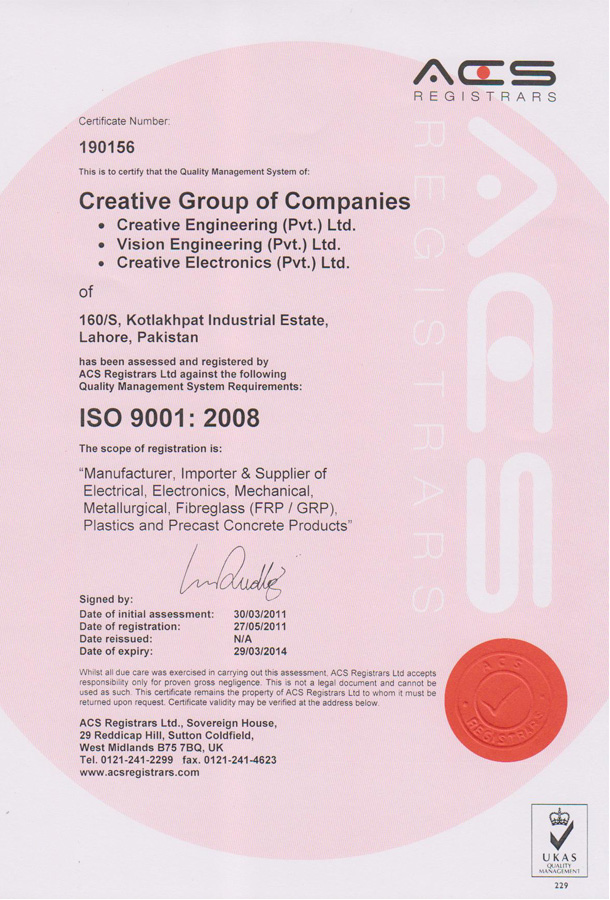 ACS
REGISTRARS
Certificate Number:
190156
This is to certify that the Quality Management System of:
Creative Group of Companies
• Creative Engineering (Pvt.) Ltd.
• Vision Engineering (Pvt.) Ltd.
• Creative Electronics (Pvt.) Ltd.
of
160/S, Kotlakhpat Industrial Estate,
Lahore, Pakistan
has been assessed and registered by
ACS Registrars Ltd against the following
Quality Management System Requirements:
ISO 9001: 2008
The scope of registration is:
“Manufacturer, Importer & Supplier of
Electrical, Electronics, Mechanical,
Metallurgical, Fibreglass (FRP / GRP),
Plastics and Precast Concrete Products”
Signed by:
Date of initial assessment: 30/03/2011
Date of registration: 27/05/2011
Date reissued: N/A
Date of expiry: 29/03/2014
Whilst all due care was exercised in carrying out this assessment, ACS Registrars Ltd accepts
responsibility only for proven gross negligence. This is not a legal document and cannot be
used as such. This certificate remains the property of ACS Registrars Ltd to whom it must be
returned upon request. Certificate validity may be verified at the address below.
ACS Registrars Ltd., Sovereign House,
29 Reddicap Hill, Sutton Coldfield,
West Midlands B75 7BQ, UK
Tel. 0121-241-2299 fax. 0121-241-4623
www.acsregistrars.com
ACS
REGISTRARS
ACS
REGISTRARS
UKAS
QUALITY
MANAGEMENT
229